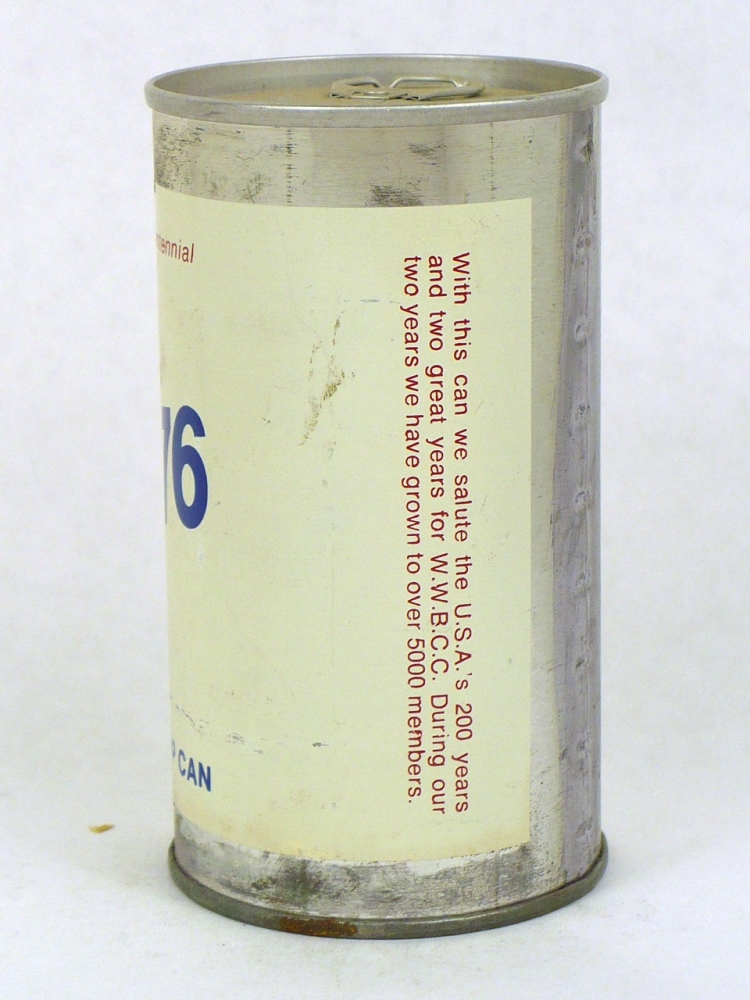 76
CAN
With this can we salute the U.S.A.'s 200 years
and two great years for W.W.B.C.C. During our
two years we have grown to over 5000 members.